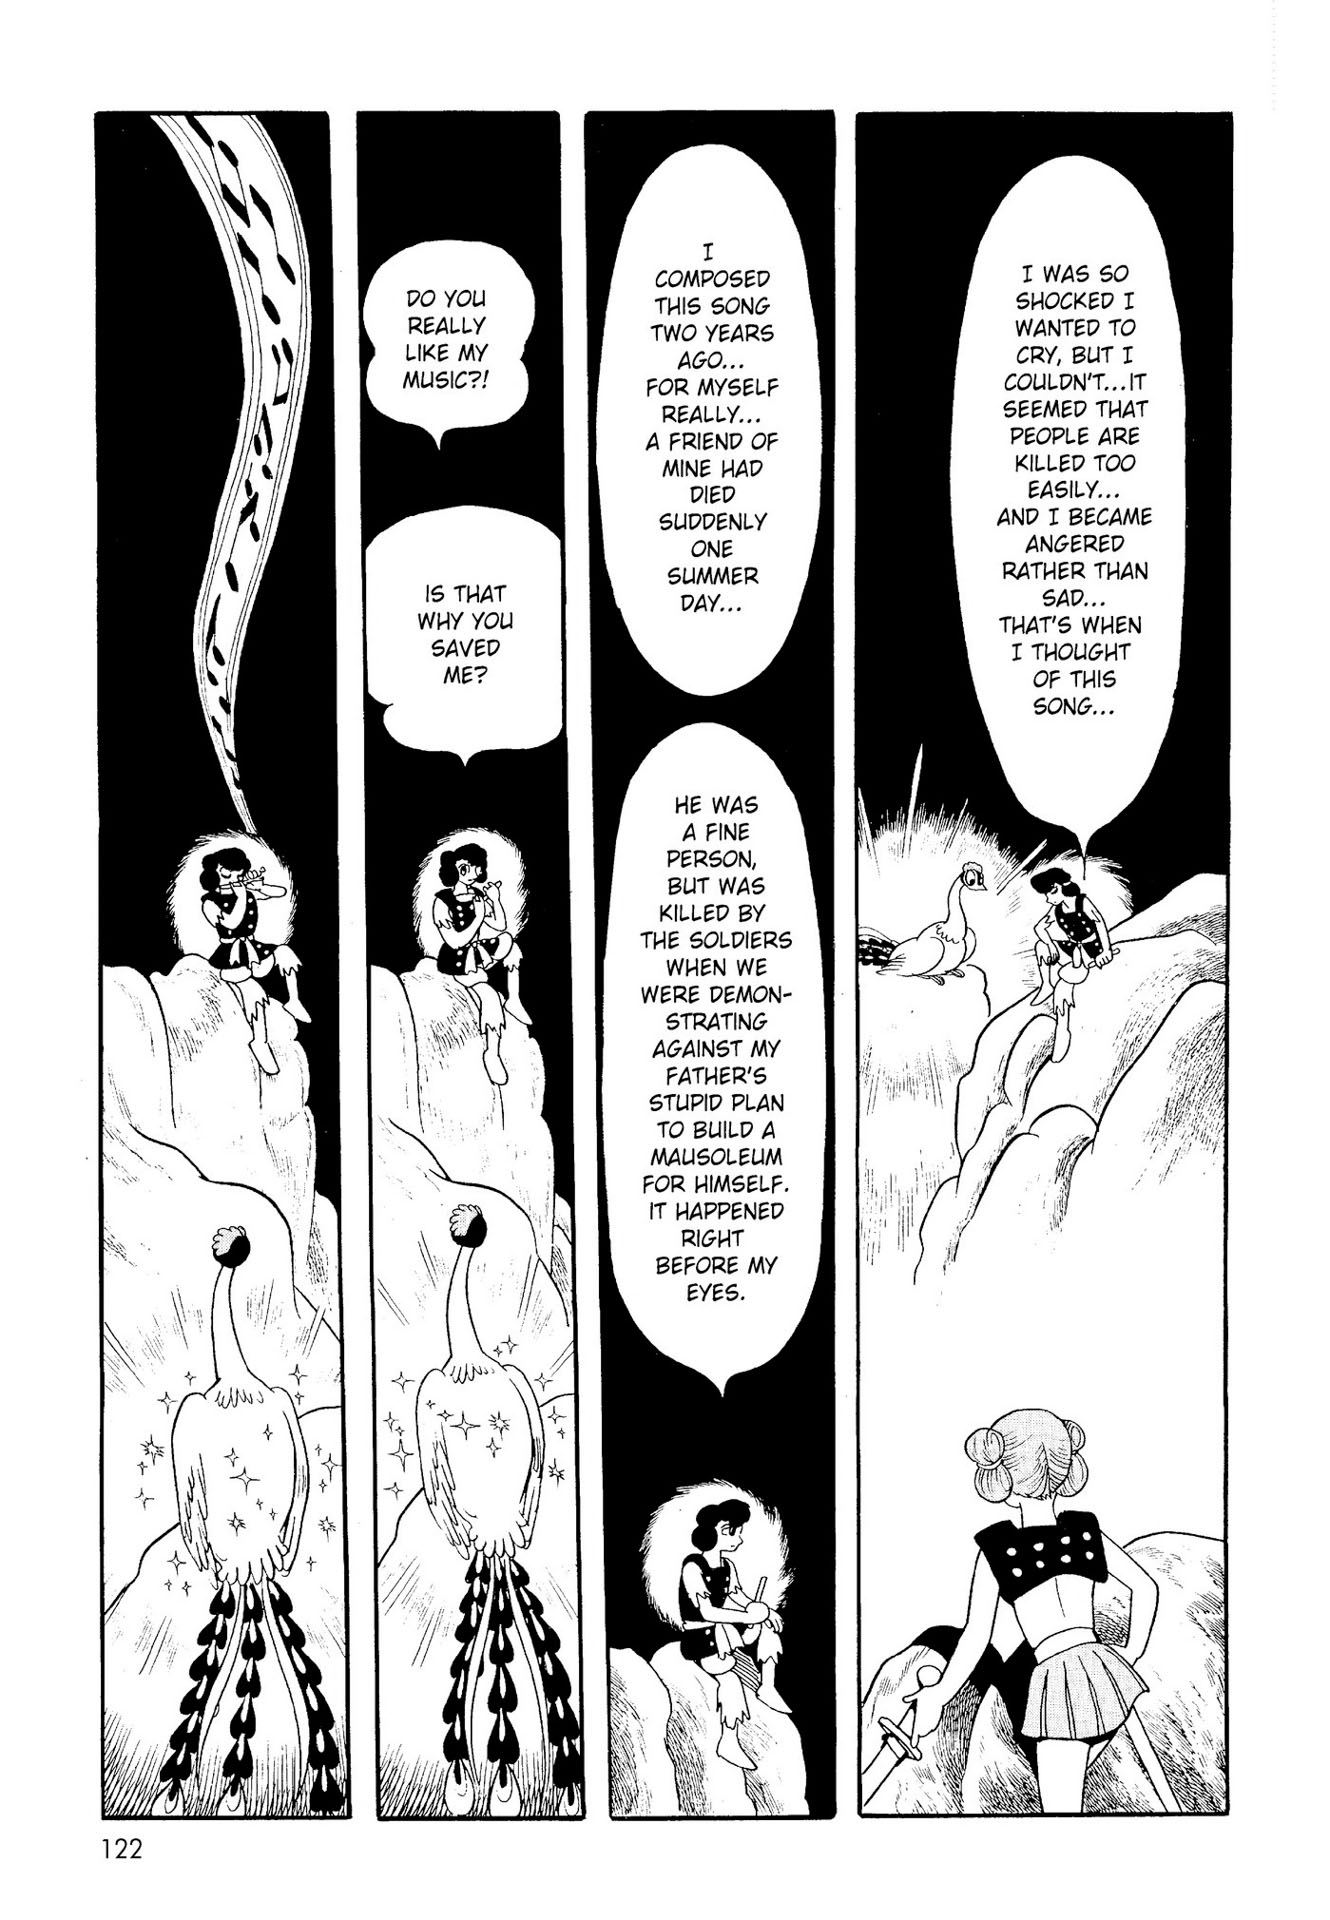 DO YOU
REALLY
LIKE MY
MUSIC?!
IS THAT
WHY YOU
SAVED
ME?
I
COMPOSED
THIS SONG
TWO YEARS
AGO...
FOR MYSELF
REALLY...
A FRIEND OF
MINE HAD
DIED
SUDDENLY
ONE
SUMMER
DAY...
HE WAS
A FINE
PERSON,
BUT WAS
KILLED BY
THE SOLDIERS
WHEN WE
WERE DEMON-
STRATING
AGAINST MY
FATHER'S
STUPID PLAN
TO BUILD A
MAUSOLEUM
FOR HIMSELF.
IT HAPPENED
RIGHT
BEFORE MY
EYES.
I WAS SO
SHOCKED I
WANTED TO
CRY, BUT I
COULDN'T...IT
SEEMED THAT
PEOPLE ARE
KILLED TOO
EASILY...
AND I BECAME
ANGERED
RATHER THAN
SAD...
THAT'S WHEN
I THOUGHT
OF THIS
SONG...
122